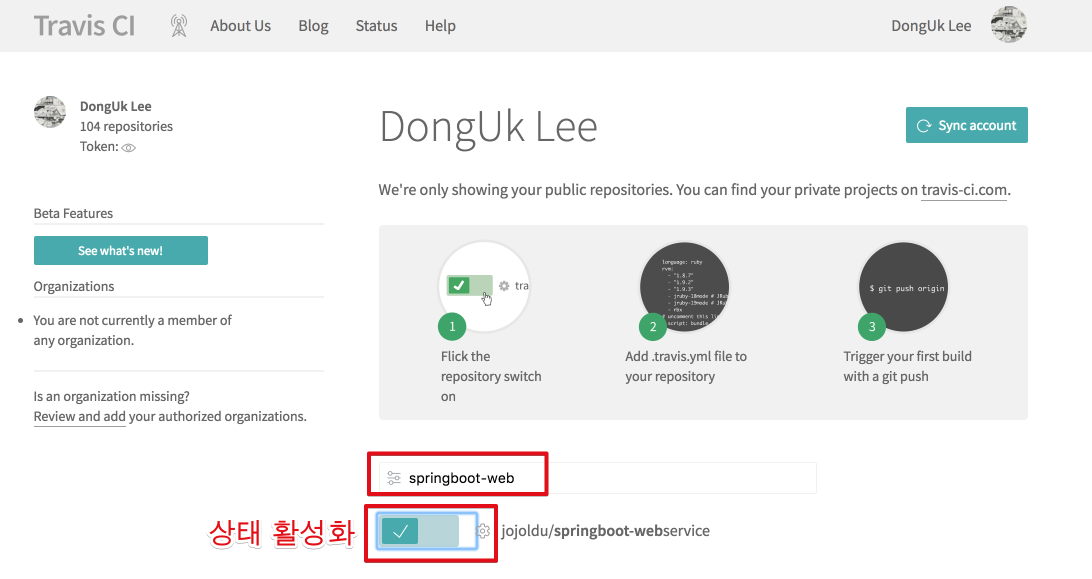 Travis CI
About Us
Blog
Status
Help
DongUk Lee
DongUk Lee
104 repositories
Token:
Beta Features
See what's new!
Organizations
You are not currently a member of
any organization.
Is an organization missing?
Review and add your authorized organizations.
DongUk Lee
Sync account
We're only showing your public repositories. You can find your private projects on travis-ci.com.
tra
1
Flick the
repository switch
on
language: ruby
rvm:
- "1.8.7"
- "1.9.2"
- "1.9.3"
- jruby-18mode # JRu
- jruby-19mode # JR
- rbx
# uncomment this li
script: bundle
2
Add .travis.yml file to
your repository
$ git push origin
3
Trigger your first build
with a git push
springboot-web
상태 활성화
jojoldu/springboot-webservice